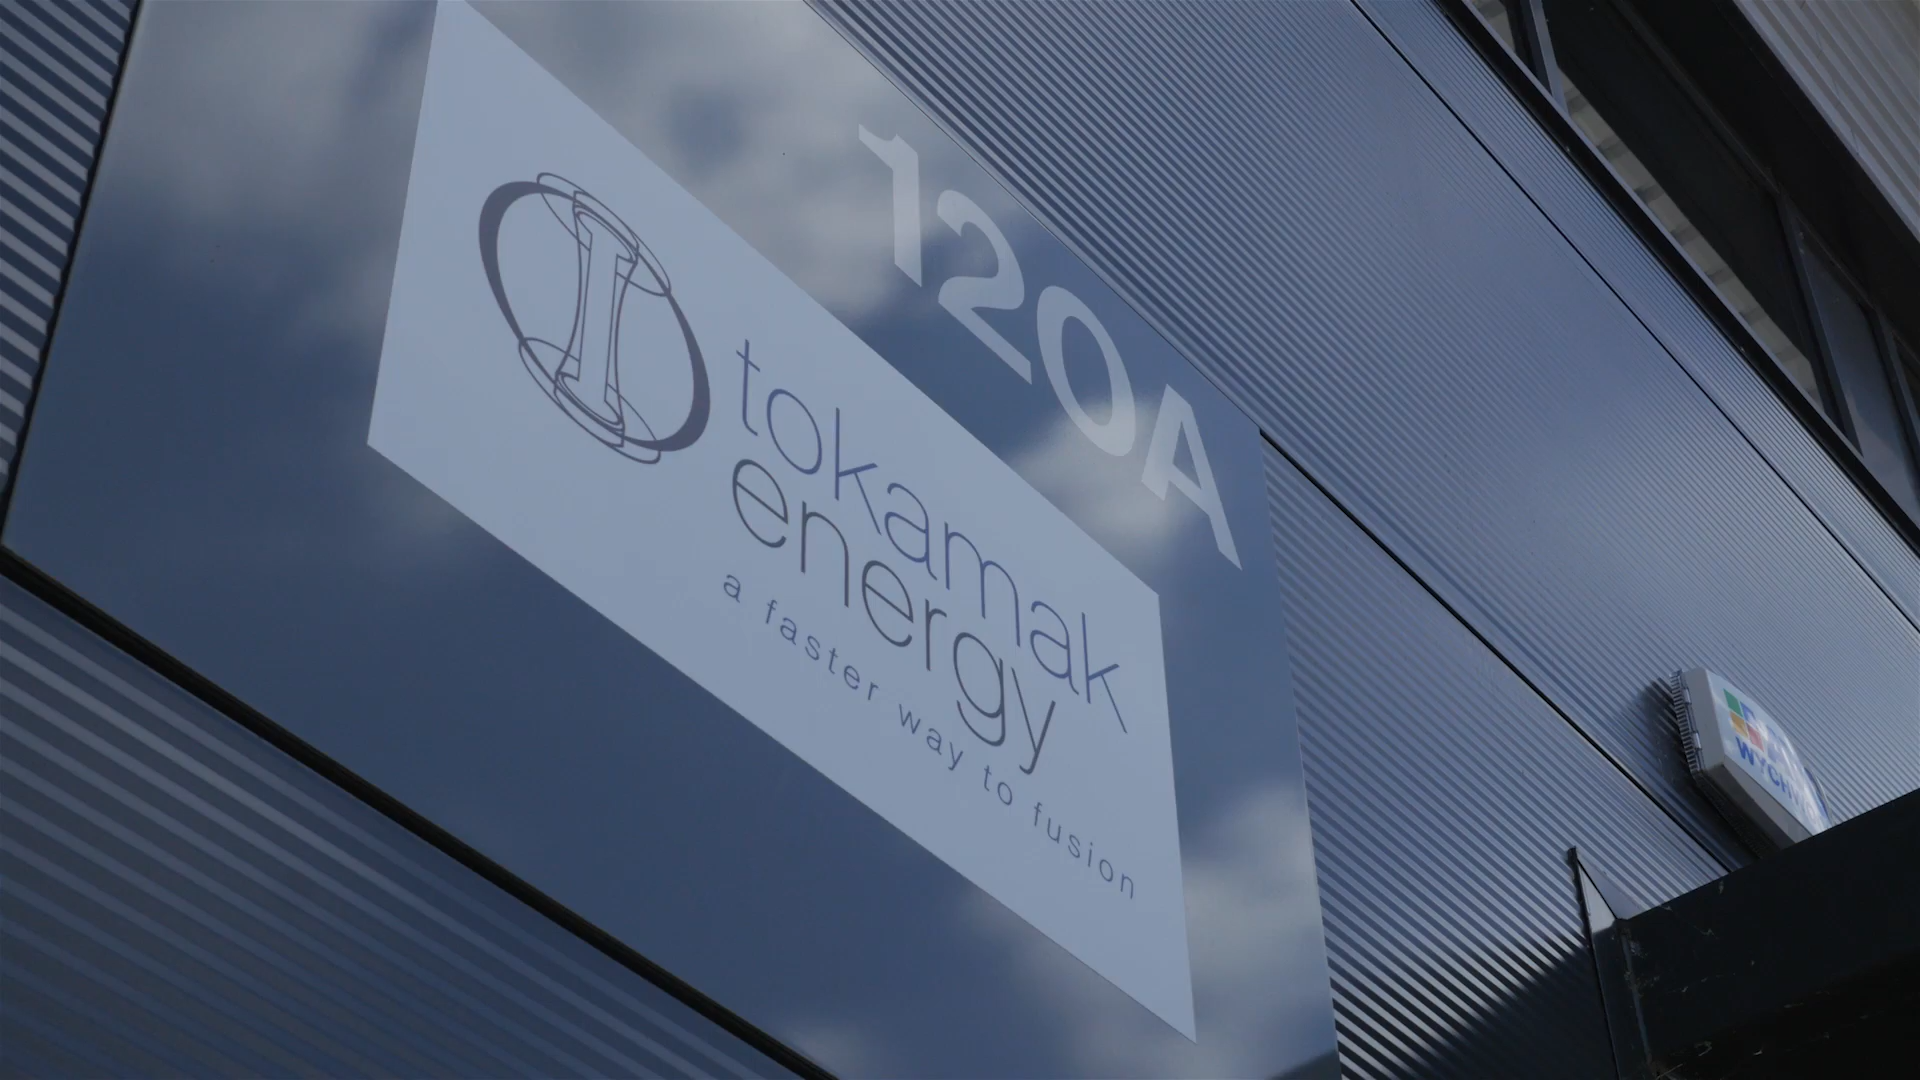 120A
tokamak
energy
a faster way to fusion